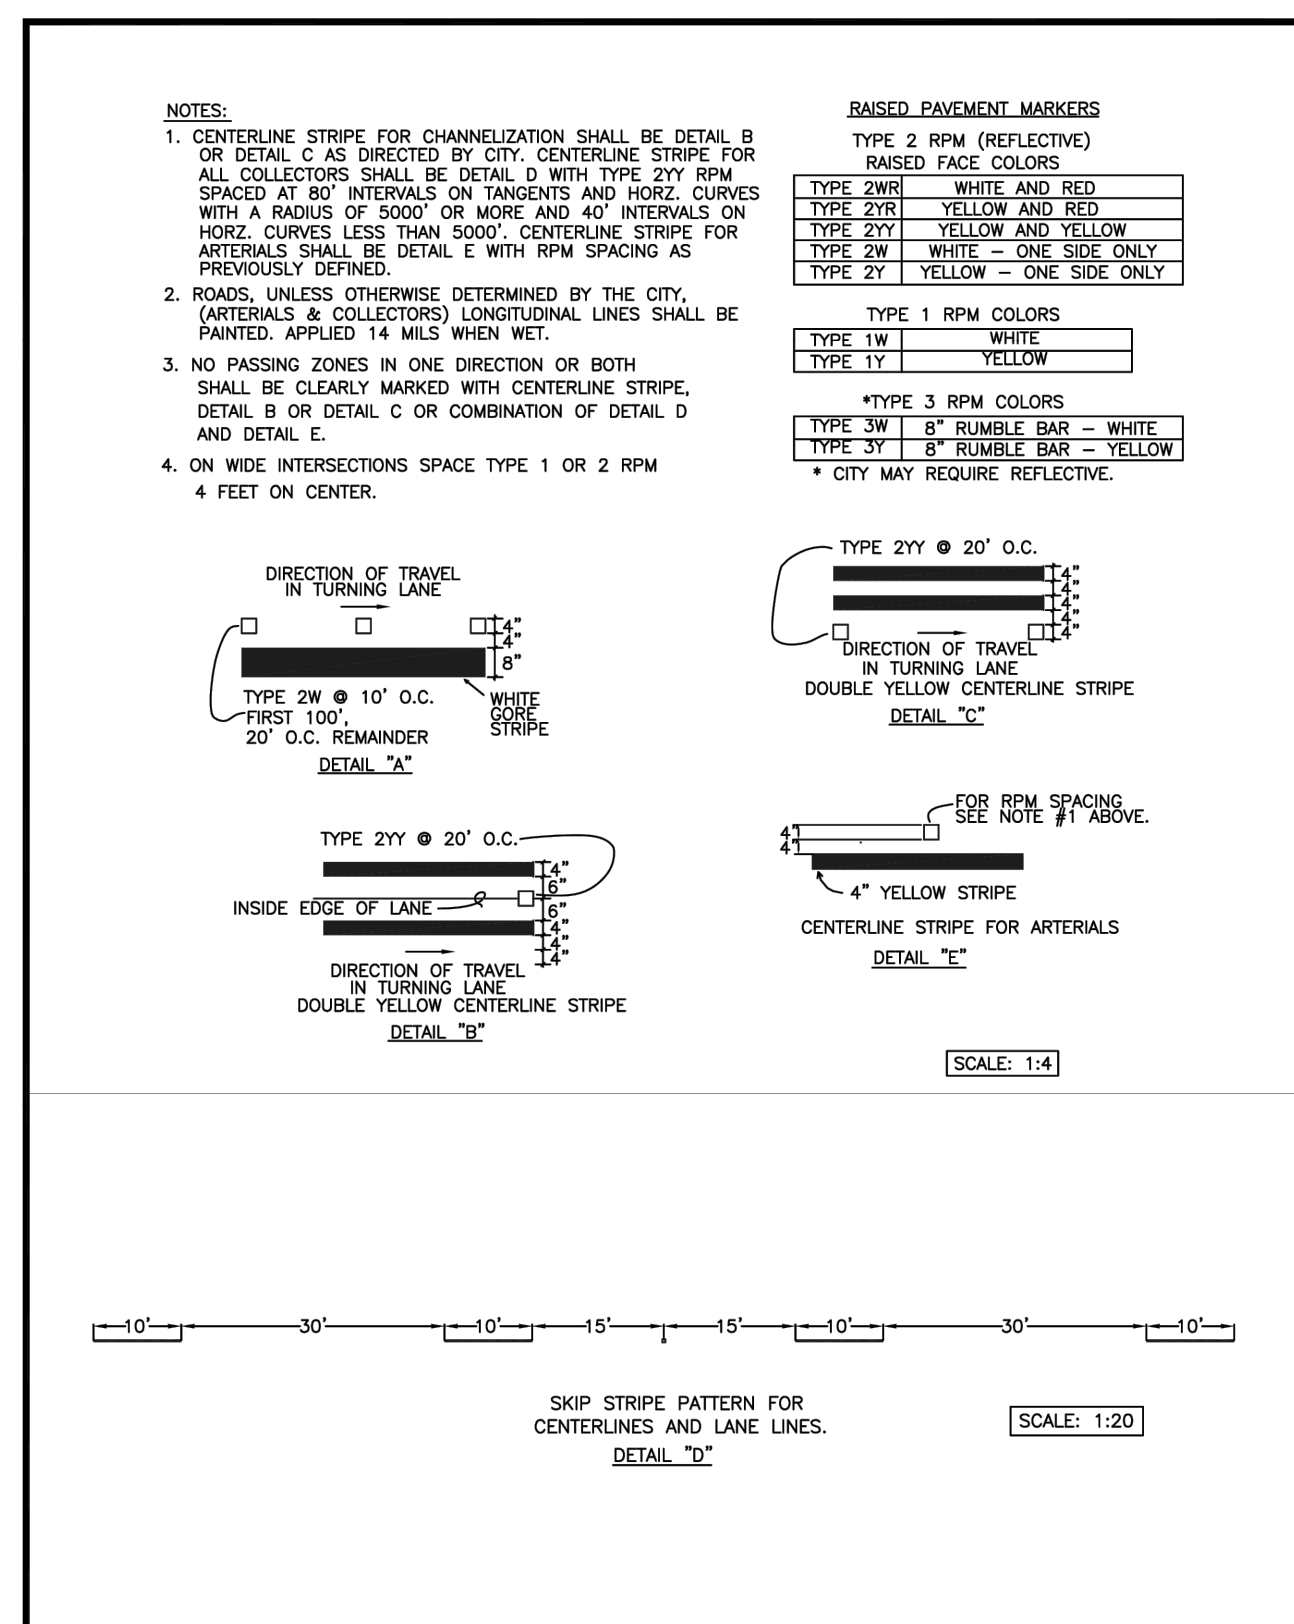 NOTES:
1. CENTERLINE STRIPE FOR CHANNELIZATION SHALL BE DETAIL B
OR DETAIL C AS DIRECTED BY CITY. CENTERLINE STRIPE FOR
ALL COLLECTORS SHALL BE DETAIL D WITH TYPE 2YY RPM
SPACED AT 80' INTERVALS ON TANGENTS AND HORZ. CURVES
WITH A RADIUS OF 5000' OR MORE AND 40' INTERVALS ON
HORZ. CURVES LESS THAN 5000'. CENTERLINE STRIPE FOR
ARTERIALS SHALL BE DETAIL E WITH RPM SPACING AS
PREVIOUSLY DEFINED.
2. ROADS, UNLESS OTHERWISE DETERMINED BY THE CITY,
(ARTERIALS & COLLECTORS) LONGITUDINAL LINES SHALL BE
PAINTED. APPLIED 14 MILS WHEN WET.
3. NO PASSING ZONES IN ONE DIRECTION OR BOTH
SHALL BE CLEARLY MARKED WITH CENTERLINE STRIPE,
DETAIL B OR DETAIL C OR COMBINATION OF DETAIL D
AND DETAIL E.
4. ON WIDE INTERSECTIONS SPACE TYPE 1 OR 2 RPM
4 FEET ON CENTER.
RAISED PAVEMENT MARKERS
TYPE 2 RPM (REFLECTIVE)
RAISED FACE COLORS
TYPE 2WR WHITE AND RED
TYPE 2YR YELLOW AND RED
TYPE 2YY YELLOW AND YELLOW
TYPE 2W WHITE – ONE SIDE ONLY
TYPE 2Y YELLOW – ONE SIDE ONLY
TYPE 1 RPM COLORS
TYPE 1W WHITE
TYPE 1Y YELLOW
*TYPE 3 RPM COLORS
TYPE 3W 8" RUMBLE BAR – WHITE
TYPE 3Y 8" RUMBLE BAR – YELLOW
* CITY MAY REQUIRE REFLECTIVE.
DIRECTION OF TRAVEL
IN TURNING LANE
4"
4"
8"
TYPE 2W @ 10' O.C.
FIRST 100',
20' O.C. REMAINDER
WHITE
GORE
STRIPE
DETAIL "A"
TYPE 2YY @ 20' O.C.
4"
4"
4"
4"
4"
DIRECTION OF TRAVEL
IN TURNING LANE
DOUBLE YELLOW CENTERLINE STRIPE
DETAIL "C"
TYPE 2YY @ 20' O.C.
4"
6"
INSIDE EDGE OF LANE
6"
4"
4"
4"
DIRECTION OF TRAVEL
IN TURNING LANE
DOUBLE YELLOW CENTERLINE STRIPE
DETAIL "B"
FOR RPM SPACING
SEE NOTE #1 ABOVE.
4"
4"
4" YELLOW STRIPE
CENTERLINE STRIPE FOR ARTERIALS
DETAIL "E"
SCALE: 1:4
10' 30' 10' 15' 15' 10' 30' 10'
SKIP STRIPE PATTERN FOR
CENTERLINES AND LANE LINES.
DETAIL "D"
SCALE: 1:20